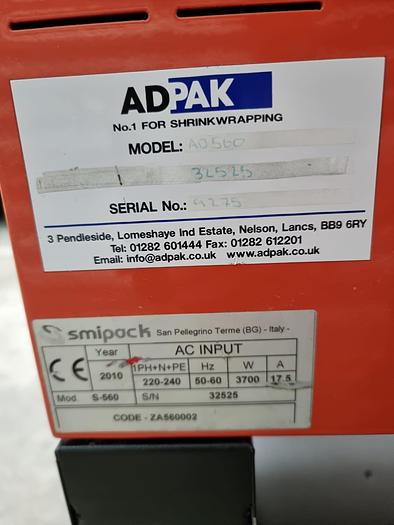 ADPAK
No.1 FOR SHRINKWRAPPING
MODEL: AD560
32525
SERIAL No.: 9275
3 Pendleside, Lomeshaye Ind Estate, Nelson, Lancs, BB9 6RY
Tel: 01282 601444 Fax: 01282 612201
Email: info@adpak.co.uk www.adpak.co.uk
smipack San Pellegrino Terme (BG) - Italy -
CE Year AC INPUT
2010 1PH+N+PE Hz W A
220-240 50-60 3700 17.5
Mod. S-560 S/N 32525
CODE - ZA560002